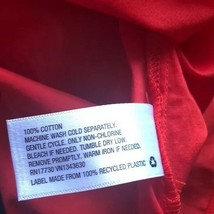 100% COTTON
MACHINE WASH COLD SEPARATELY.
GENTLE CYCLE. ONLY NON-CHLORINE
BLEACH IF NEEDED. TUMBLE DRY LOW.
REMOVE PROMPTLY. WARM IRON IF NEEDED.
RN17730 VN1343630
LABEL MADE FROM 100% RECYCLED PLASTIC